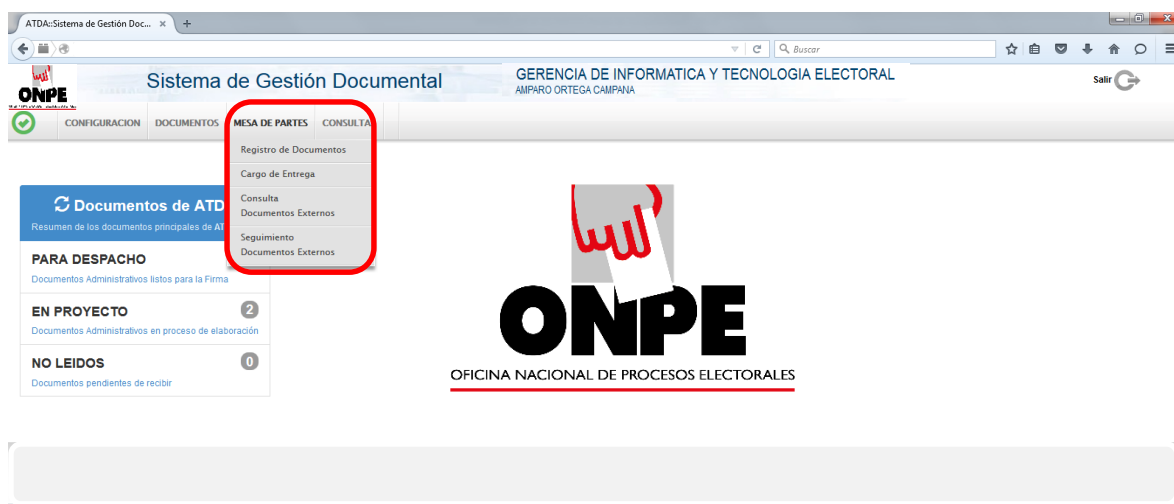 ATDA::Sistema de Gestión Doc...
Buscar
ONPE
Sistema de Gestión Documental
GERENCIA DE INFORMATICA Y TECNOLOGIA ELECTORAL
AMPARO ORTEGA CAMPANA
Salir
CONFIGURACION DOCUMENTOS MESA DE PARTES CONSULTA
Registro de Documentos
Cargo de Entrega
Consulta
Documentos Externos
Seguimiento
Documentos Externos
Documentos de ATD
Resumen de los documentos principales de AT
PARA DESPACHO
Documentos Administrativos listos para la Firma
EN PROYECTO 2
Documentos Administrativos en proceso de elaboración
NO LEIDOS 0
Documentos pendientes de recibir
ONPE
OFICINA NACIONAL DE PROCESOS ELECTORALES